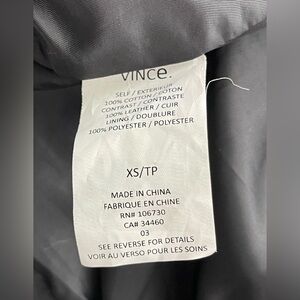 VINCe.
SELF / EXTERIEUR
100% COTTON / COTON
CONTRAST / CONTRASTE
100% LEATHER / CUIR
LINING / DOUBLURE
100% POLYESTER / POLYESTER
XS/TP
MADE IN CHINA
FABRIQUE EN CHINE
RN# 106730
CA# 34460
03
SEE REVERSE FOR DETAILS
VOIR AU VERSO POUR LES SOINS